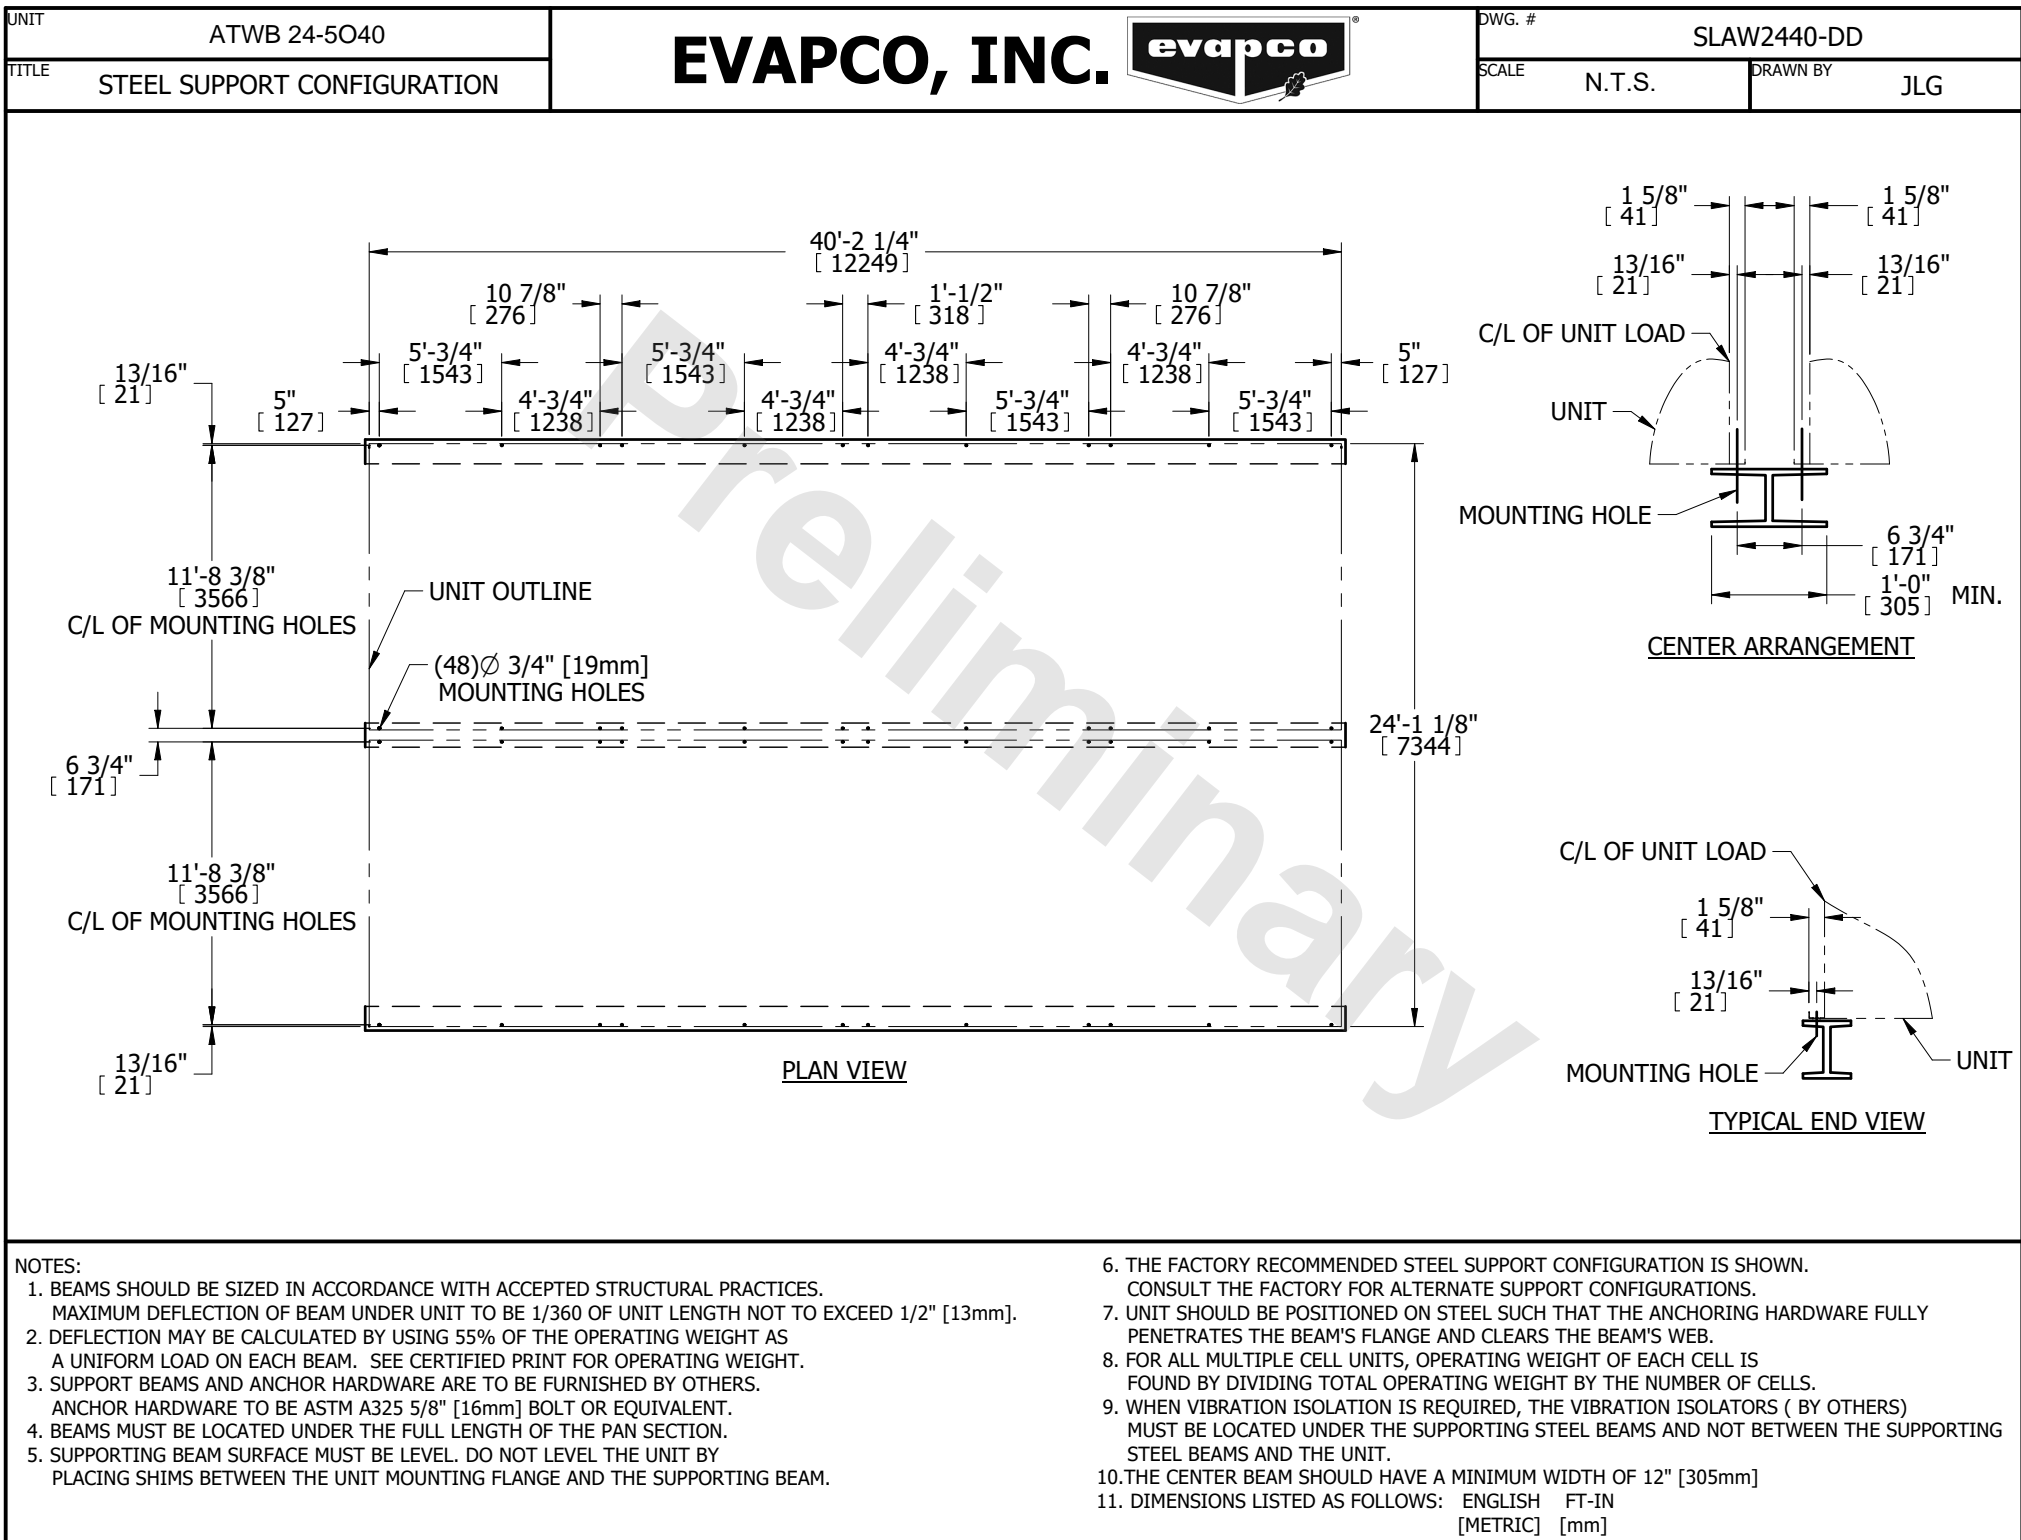 UNIT
ATWB 24-5O40
TITLE
STEEL SUPPORT CONFIGURATION
EVAPCO, INC.
evapco
®
DWG. #
SLAW2440-DD
SCALE
N.T.S.
DRAWN BY
JLG
40'-2 1/4"
[ 12249]
10 7/8"
[ 276]
1'-1/2"
[ 318 ]
10 7/8"
[ 276]
5'-3/4"
[ 1543]
5'-3/4"
[ 1543]
4'-3/4"
[ 1238]
4'-3/4"
[ 1238]
5"
[ 127]
13/16"
[ 21]
5"
[ 127]
4'-3/4"
[ 1238]
4'-3/4"
[ 1238]
5'-3/4"
[ 1543]
5'-3/4"
[ 1543]
11'-8 3/8"
[ 3566]
C/L OF MOUNTING HOLES
UNIT OUTLINE
(48)∅ 3/4" [19mm]
MOUNTING HOLES
6 3/4"
[ 171]
24'-1 1/8"
[ 7344]
11'-8 3/8"
[ 3566]
C/L OF MOUNTING HOLES
13/16"
[ 21]
PLAN VIEW
Preliminary
1 5/8"
[ 41]
1 5/8"
[ 41]
13/16"
[ 21]
13/16"
[ 21]
C/L OF UNIT LOAD
UNIT
MOUNTING HOLE
6 3/4"
[ 171]
1'-0"
[ 305]
MIN.
CENTER ARRANGEMENT
C/L OF UNIT LOAD
1 5/8"
[ 41]
13/16"
[ 21]
MOUNTING HOLE
UNIT
TYPICAL END VIEW
NOTES:
1. BEAMS SHOULD BE SIZED IN ACCORDANCE WITH ACCEPTED STRUCTURAL PRACTICES.
MAXIMUM DEFLECTION OF BEAM UNDER UNIT TO BE 1/360 OF UNIT LENGTH NOT TO EXCEED 1/2" [13mm].
2. DEFLECTION MAY BE CALCULATED BY USING 55% OF THE OPERATING WEIGHT AS
A UNIFORM LOAD ON EACH BEAM. SEE CERTIFIED PRINT FOR OPERATING WEIGHT.
3. SUPPORT BEAMS AND ANCHOR HARDWARE ARE TO BE FURNISHED BY OTHERS.
ANCHOR HARDWARE TO BE ASTM A325 5/8" [16mm] BOLT OR EQUIVALENT.
4. BEAMS MUST BE LOCATED UNDER THE FULL LENGTH OF THE PAN SECTION.
5. SUPPORTING BEAM SURFACE MUST BE LEVEL. DO NOT LEVEL THE UNIT BY
PLACING SHIMS BETWEEN THE UNIT MOUNTING FLANGE AND THE SUPPORTING BEAM.
6. THE FACTORY RECOMMENDED STEEL SUPPORT CONFIGURATION IS SHOWN.
CONSULT THE FACTORY FOR ALTERNATE SUPPORT CONFIGURATIONS.
7. UNIT SHOULD BE POSITIONED ON STEEL SUCH THAT THE ANCHORING HARDWARE FULLY
PENETRATES THE BEAM'S FLANGE AND CLEARS THE BEAM'S WEB.
8. FOR ALL MULTIPLE CELL UNITS, OPERATING WEIGHT OF EACH CELL IS
FOUND BY DIVIDING TOTAL OPERATING WEIGHT BY THE NUMBER OF CELLS.
9. WHEN VIBRATION ISOLATION IS REQUIRED, THE VIBRATION ISOLATORS ( BY OTHERS)
MUST BE LOCATED UNDER THE SUPPORTING STEEL BEAMS AND NOT BETWEEN THE SUPPORTING
STEEL BEAMS AND THE UNIT.
10.THE CENTER BEAM SHOULD HAVE A MINIMUM WIDTH OF 12" [305mm]
11. DIMENSIONS LISTED AS FOLLOWS: ENGLISH FT-IN
[METRIC] [mm]